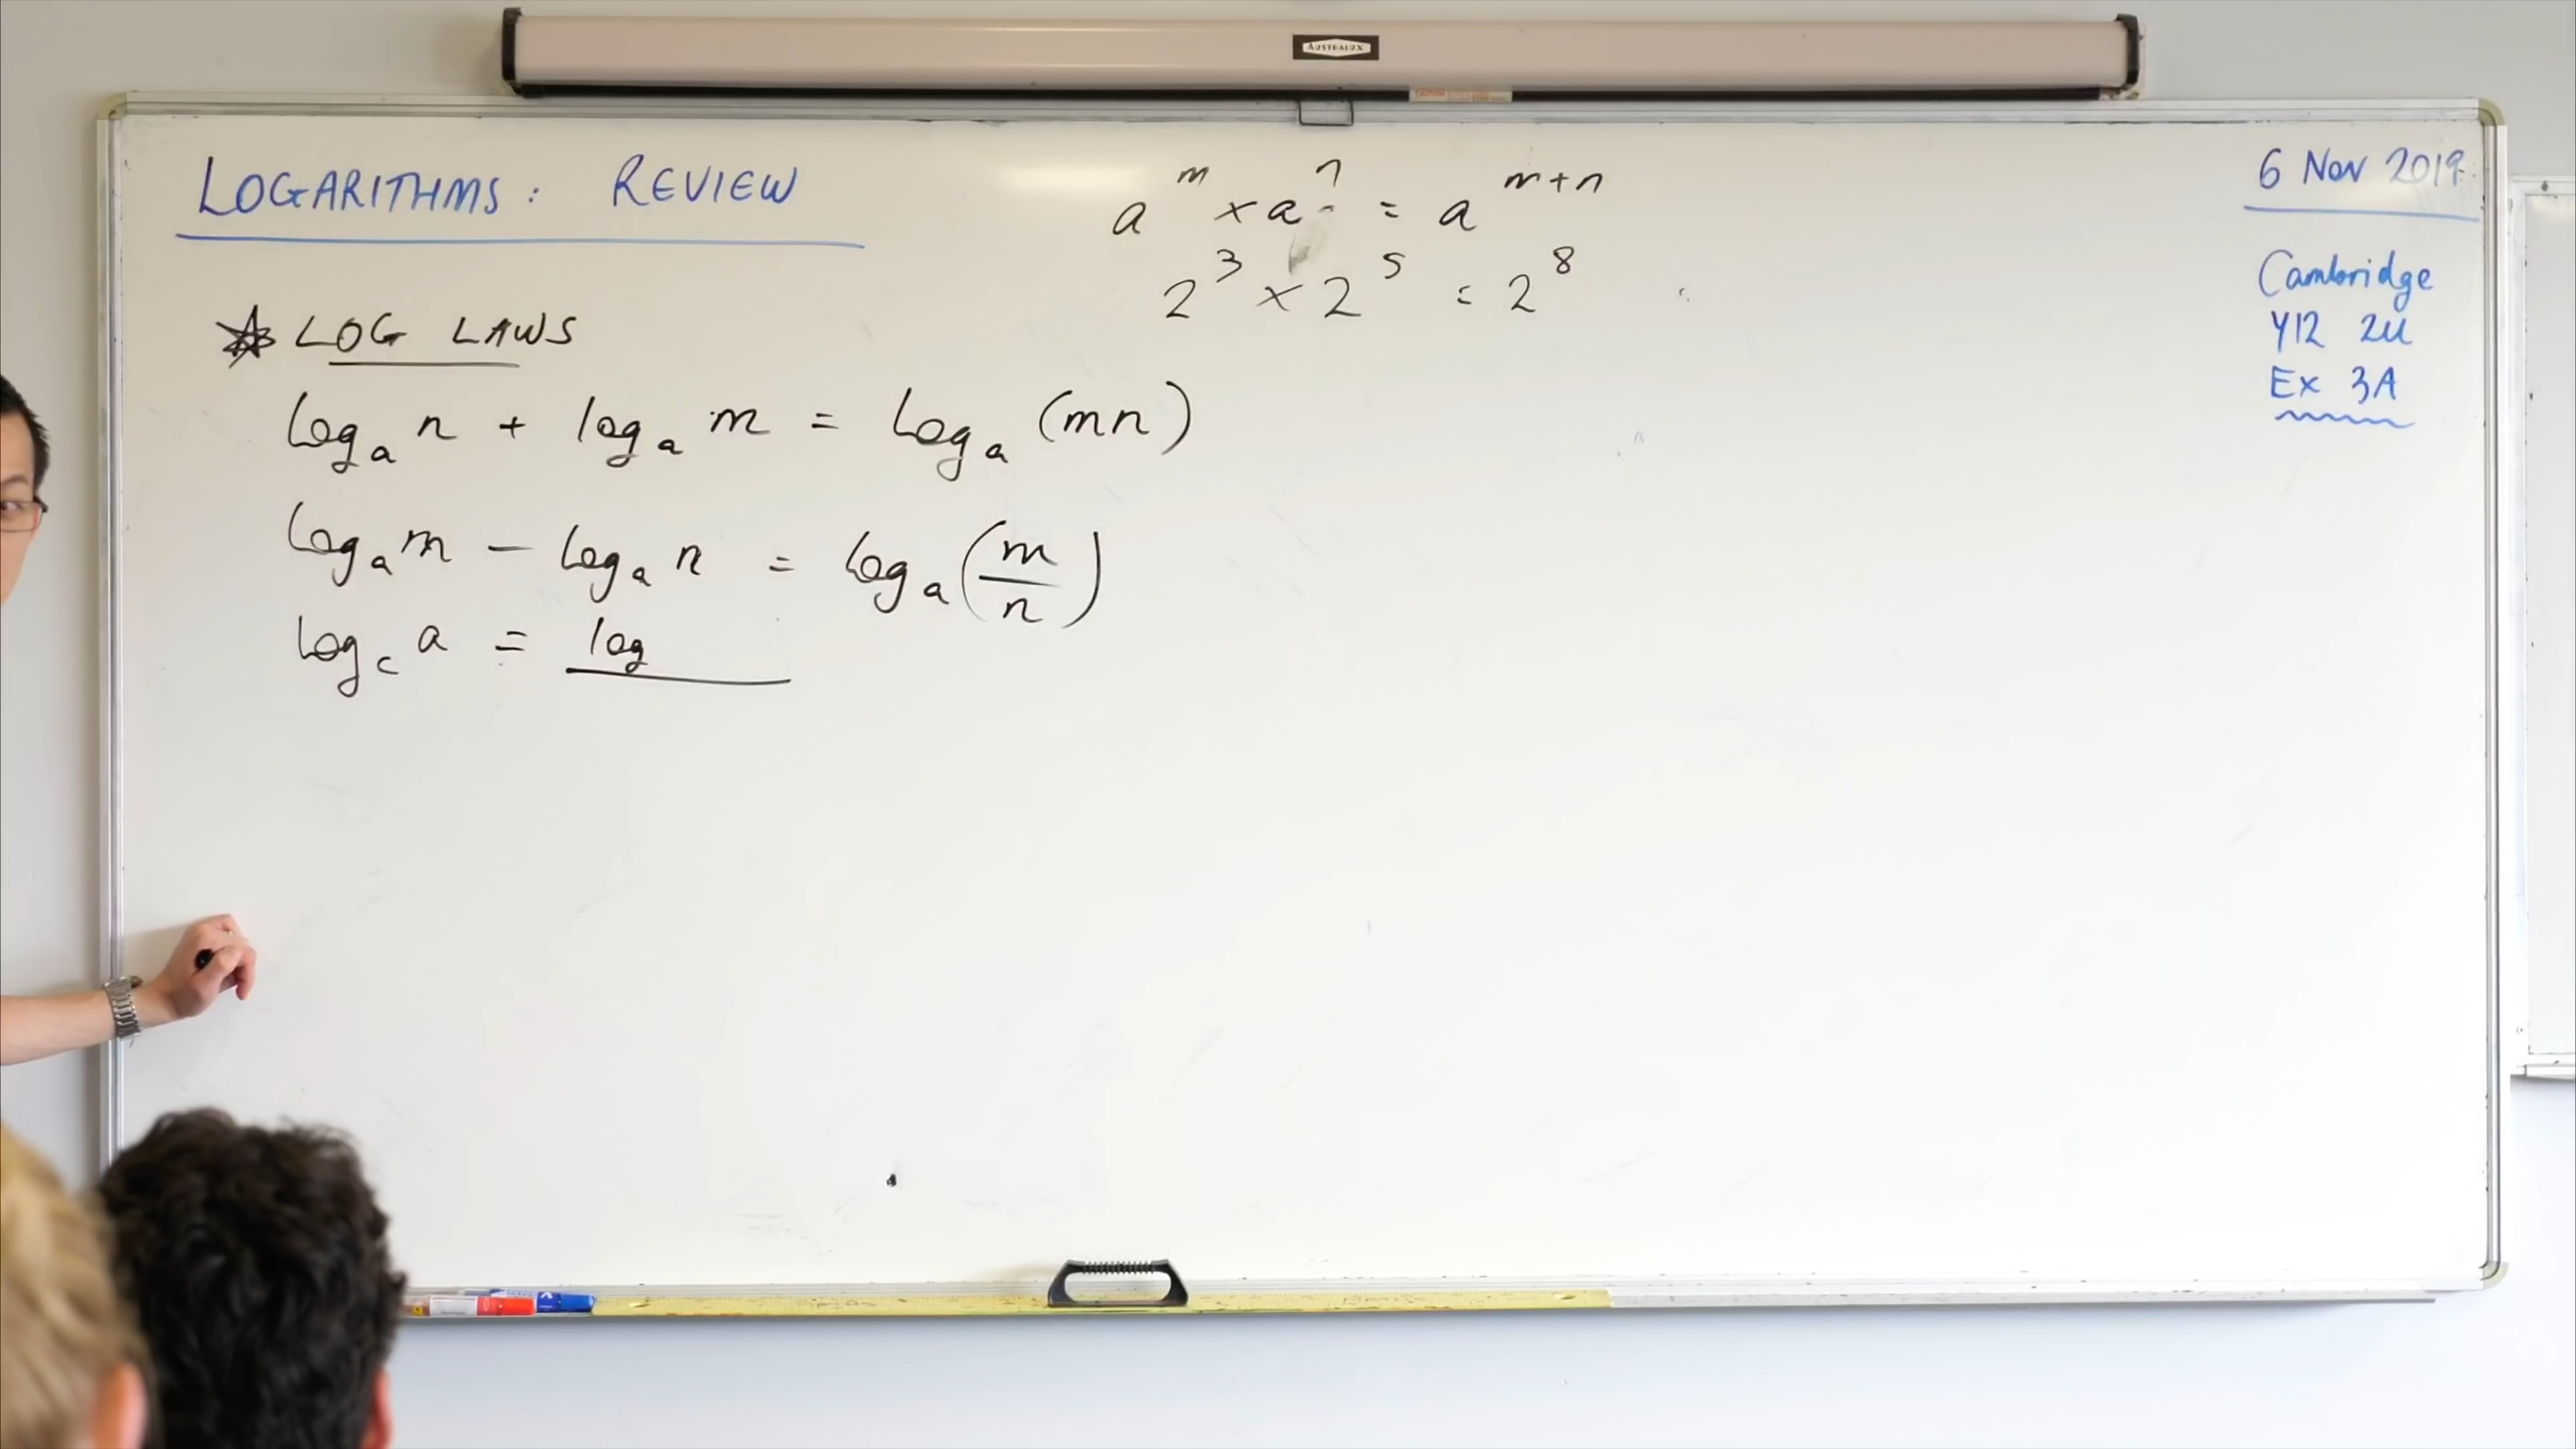 AUSTRALUX
LOGARITHMS: REVIEW
a^m × a^n = a^{m+n}
2^3 × 2^5 = 2^8
6 Nov 2019
Cambridge
Y12 2U
Ex 3A
LOG LAWS
log_a n + log_a m = log_a (mn)
log_a m − log_a n = log_a (m/n)
log_c a = log